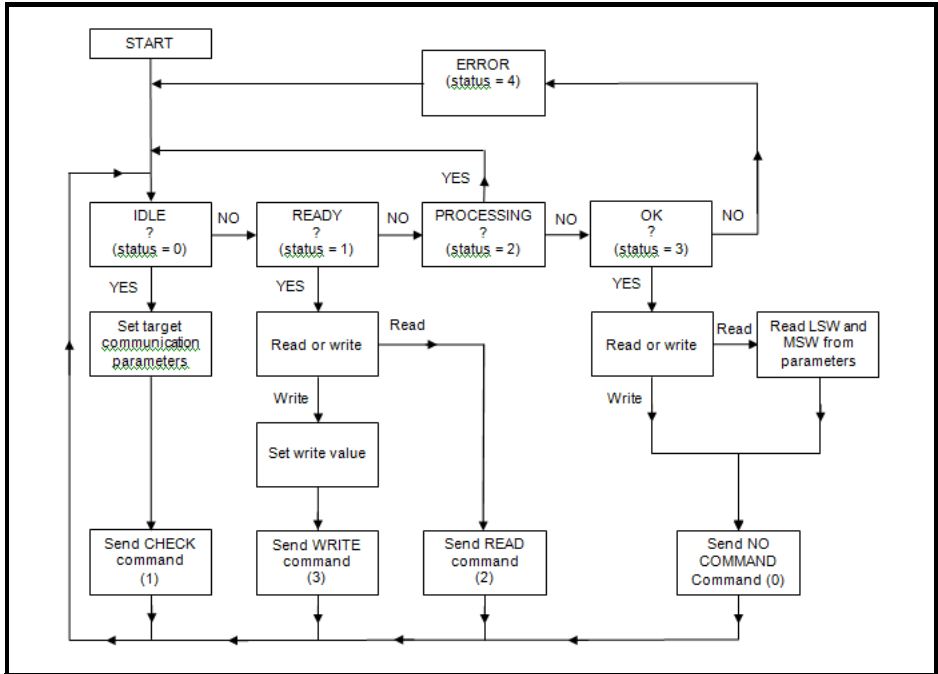 START
ERROR
(status = 4)
YES
IDLE
?
(status = 0)
NO
READY
?
(status = 1)
NO
PROCESSING
?
(status = 2)
NO
OK
?
(status = 3)
NO
YES
YES
YES
Set target
communication
parameters
Read or write
Read
Read or write
Read
Read LSW and
MSW from
parameters
Write
Write
Set write value
Send CHECK
command
(1)
Send WRITE
command
(3)
Send READ
command
(2)
Send NO
COMMAND
Command (0)